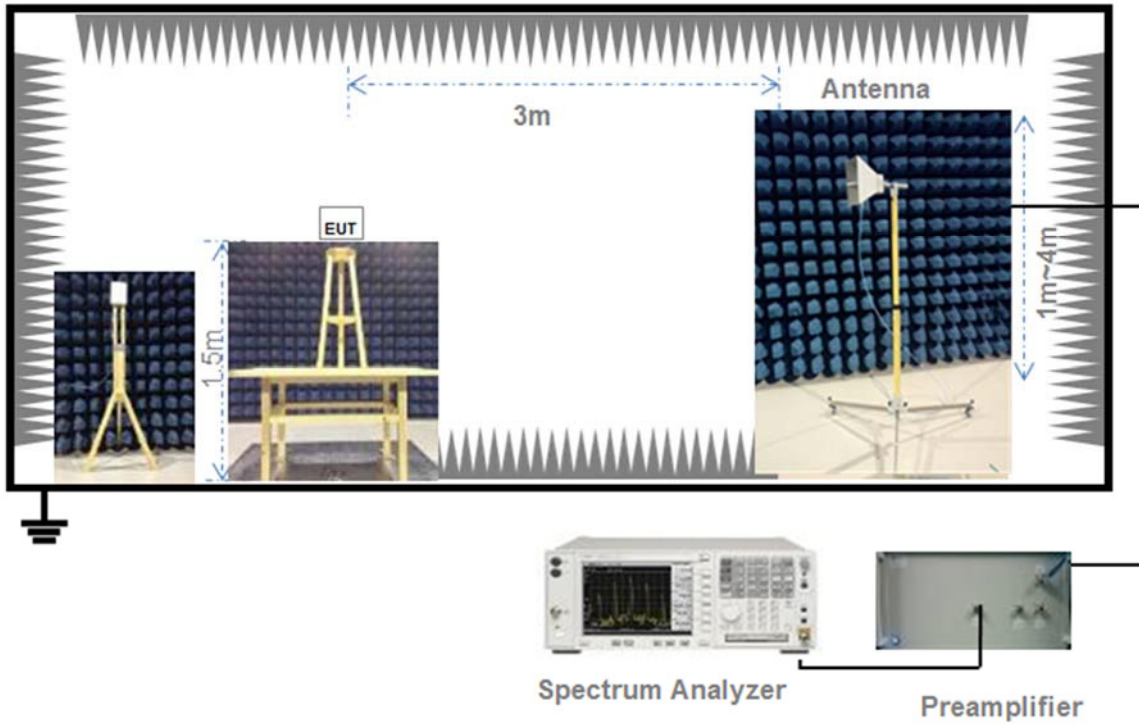 Antenna
3m
EUT
1.5m
1m~4m
Spectrum Analyzer
Preamplifier